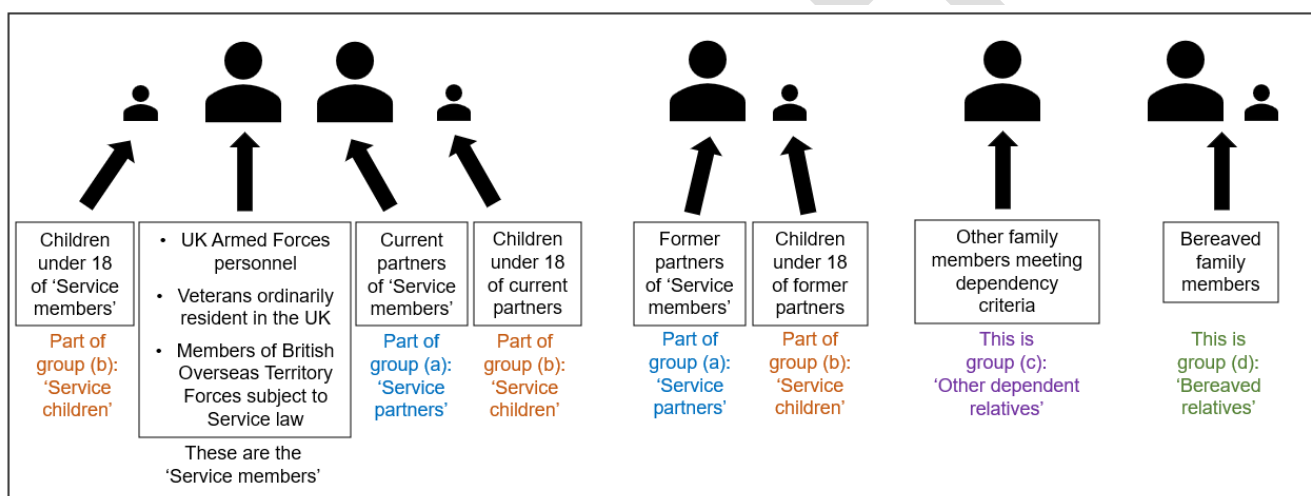 Children
under 18
of ‘Service
members’
Part of
group (b):
‘Service
children’
• UK Armed Forces
personnel
• Veterans ordinarily
resident in the UK
• Members of British
Overseas Territory
Forces subject to
Service law
These are the
‘Service members’
Current
partners
of ‘Service
members’
Part of
group (a):
‘Service
partners’
Children
under 18
of current
partners
Part of
group (b):
‘Service
children’
Former
partners
of ‘Service
members’
Part of
group (a):
‘Service
partners’
Children
under 18
of former
partners
Part of
group (b):
‘Service
children’
Other family
members meeting
dependency
criteria
This is
group (c):
‘Other dependent
relatives’
Bereaved
family
members
This is
group (d):
‘Bereaved
relatives’